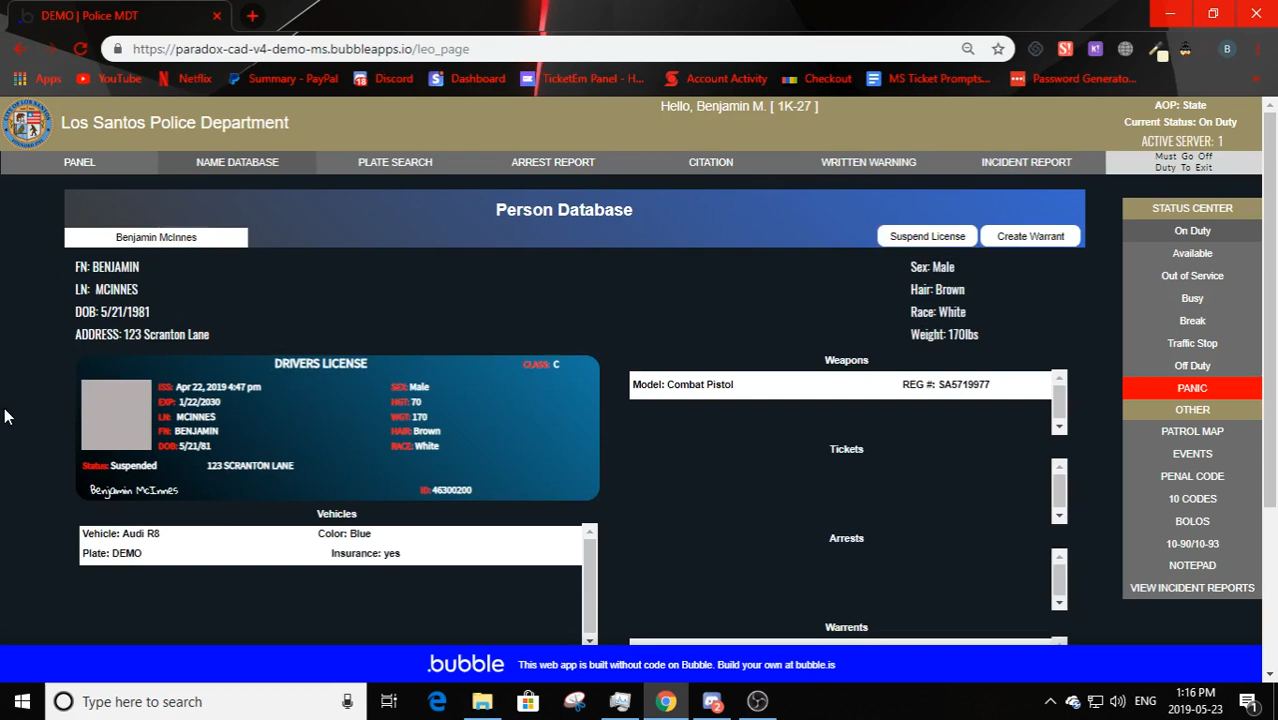 DEMO | Police MDT
https://paradox-cad-v4-demo-ms.bubbleapps.io/leo_page
B
Apps YouTube Netflix Summary - PayPal Discord Dashboard TicketEm Panel - H... Account Activity Checkout MS Ticket Prompts... Password Generato...
Hello, Benjamin M. [ 1K-27 ]
Los Santos Police Department
AOP: State
Current Status: On Duty
ACTIVE SERVER: 1
PANEL NAME DATABASE PLATE SEARCH ARREST REPORT CITATION WRITTEN WARNING INCIDENT REPORT
Must Go Off
Duty To Exit
Person Database
Benjamin McInnes
Suspend License Create Warrant
FN: BENJAMIN
LN: MCINNES
DOB: 5/21/1981
ADDRESS: 123 Scranton Lane
Sex: Male
Hair: Brown
Race: White
Weight: 170lbs
DRIVERS LICENSE CLASS: C
ISS: Apr 22, 2019 4:47 pm SEX: Male
EXP: 1/22/2030 HGT: 70
LN: MCINNES WGT: 170
FN: BENJAMIN HAIR: Brown
DOB: 5/21/81 RACE: White
Status: Suspended 123 SCRANTON LANE
Benjamin McInnes ID: 46300200
Vehicles
Vehicle: Audi R8 Color: Blue
Plate: DEMO Insurance: yes
Weapons
Model: Combat Pistol REG #: SA5719977
Tickets
Arrests
Warrents
STATUS CENTER
On Duty
Available
Out of Service
Busy
Break
Traffic Stop
Off Duty
PANIC
OTHER
PATROL MAP
EVENTS
PENAL CODE
10 CODES
BOLOS
10-90/10-93
NOTEPAD
VIEW INCIDENT REPORTS
.bubble This web app is built without code on Bubble. Build your own at bubble.is
Type here to search
2
ENG
1:16 PM
2019-05-23
1